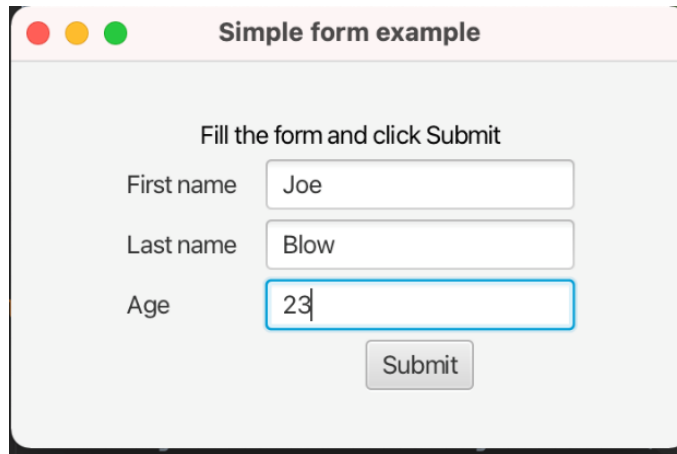 Simple form example
Fill the form and click Submit
First name Joe
Last name Blow
Age 23
Submit